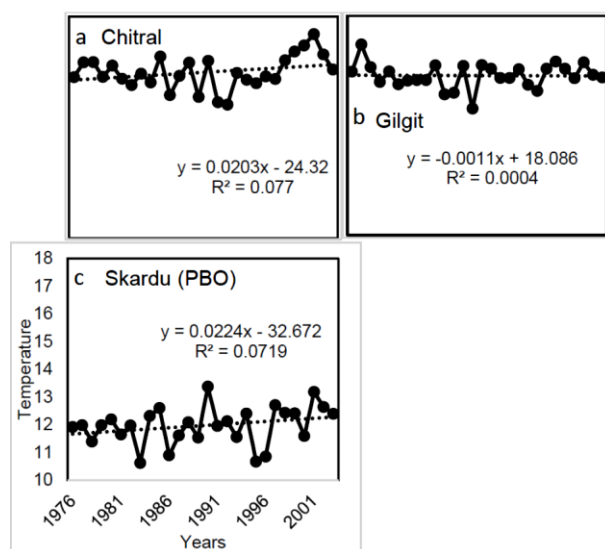 a Chitral
y = 0.0203x - 24.32
R² = 0.077
b Gilgit
y = -0.0011x + 18.086
R² = 0.0004
c Skardu (PBO)
y = 0.0224x - 32.672
R² = 0.0719
Temperature
18
17
16
15
14
13
12
11
10
1976
1981
1986
1991
1996
2001
Years